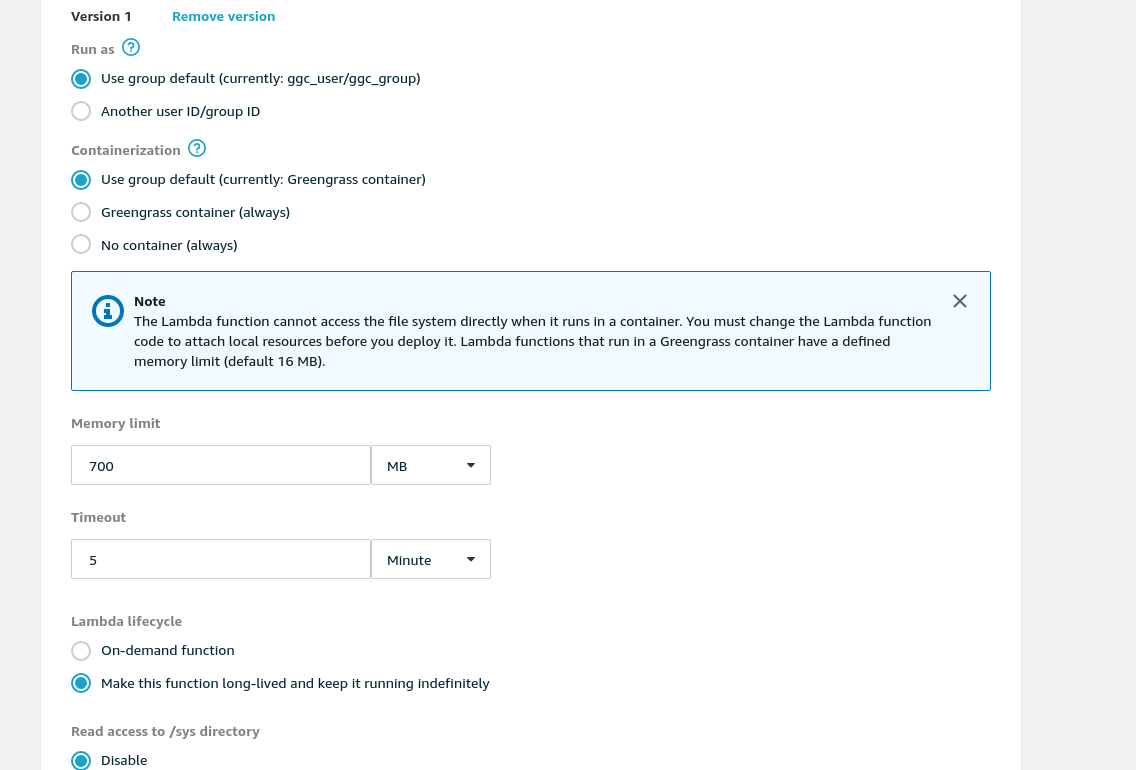 Version 1 Remove version
Run as ?
Use group default (currently: ggc_user/ggc_group)
Another user ID/group ID
Containerization ?
Use group default (currently: Greengrass container)
Greengrass container (always)
No container (always)
Note
The Lambda function cannot access the file system directly when it runs in a container. You must change the Lambda function
code to attach local resources before you deploy it. Lambda functions that run in a Greengrass container have a defined
memory limit (default 16 MB).
Memory limit
700 MB
Timeout
5 Minute
Lambda lifecycle
On-demand function
Make this function long-lived and keep it running indefinitely
Read access to /sys directory
Disable